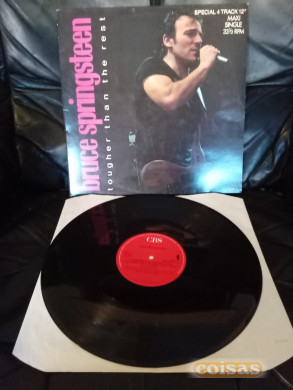 SPECIAL 4 TRACK 12"
MAXI
SINGLE
33⅓ RPM
bruce springsteen
tougher than the rest
CBS
coisas